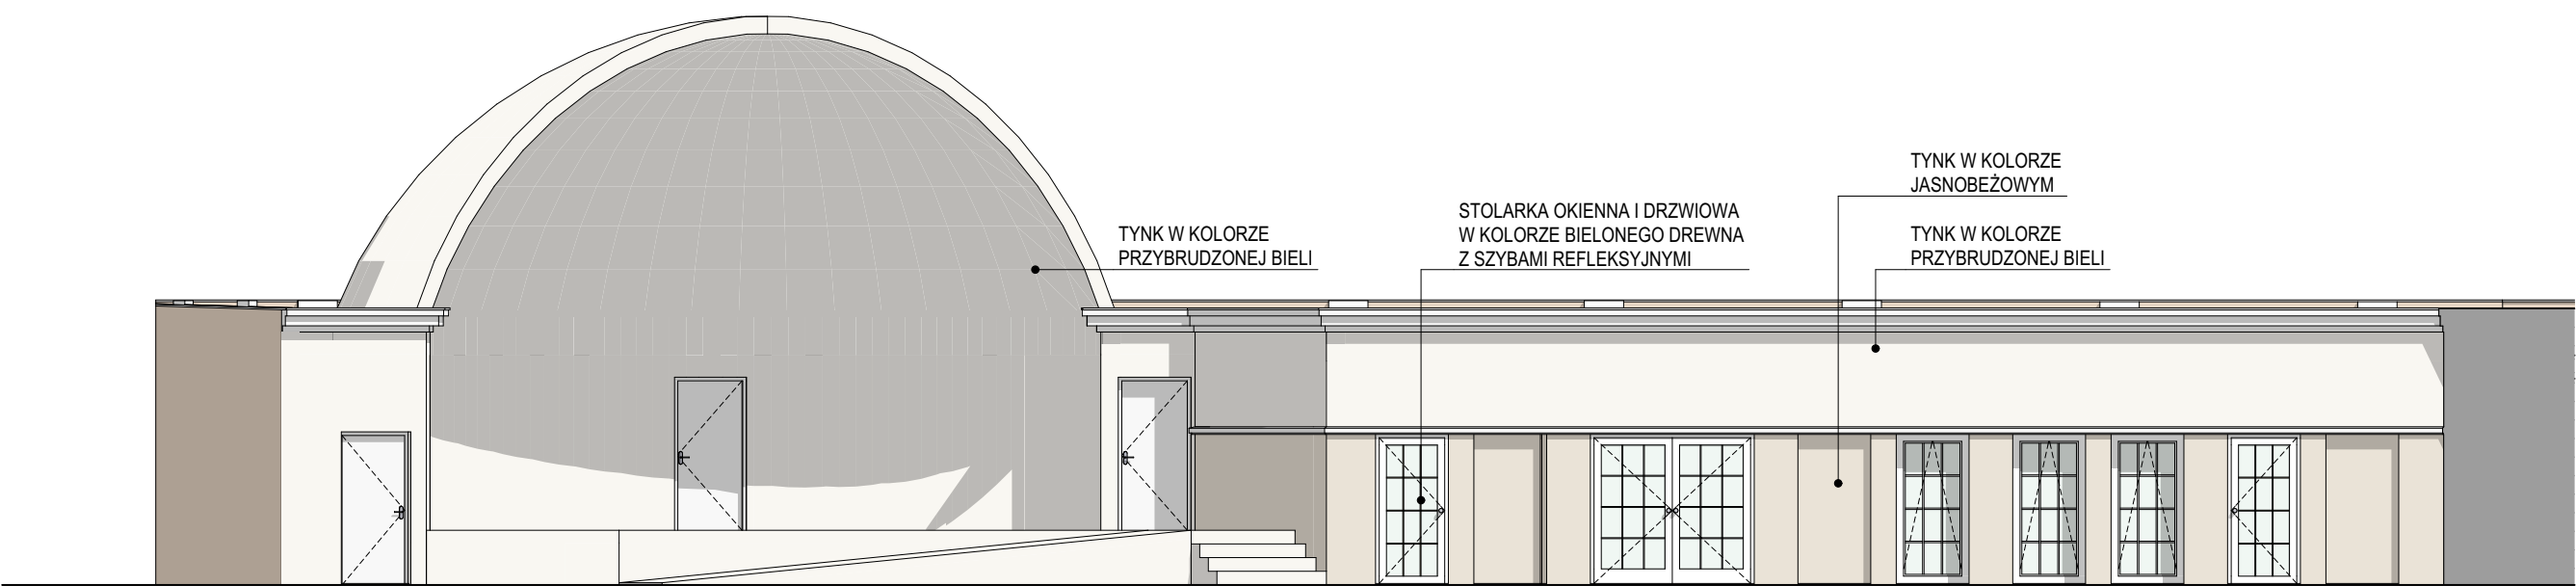 TYNK W KOLORZE
PRZYBRUDZONEJ BIELI
STOLARKA OKIENNA I DRZWIOWA
W KOLORZE BIELONEGO DREWNA
Z SZYBAMI REFLEKSYJNYMI
TYNK W KOLORZE
JASNOBEŻOWYM
TYNK W KOLORZE
PRZYBRUDZONEJ BIELI